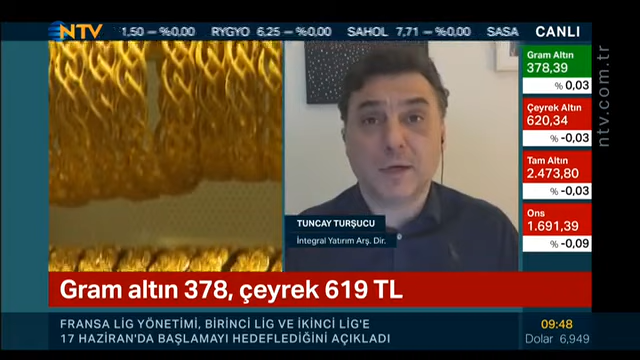 NTV
1,50 — %0,00 RYGYO 6,25 — %0,00 SAHOL 7,71 — %0,00 SASA
CANLI
Gram Altın
378,39
% 0,03
Çeyrek Altın
620,34
% -0,03
Tam Altın
2.473,80
% -0,03
Ons
1.691,39
% -0,09
ntv.com.tr
TUNCAY TURŞUCU
İntegral Yatırım Arş. Dir.
Gram altın 378, çeyrek 619 TL
FRANSA LİG YÖNETİMİ, BİRİNCİ LİG VE İKİNCİ LİG'E
17 HAZİRAN'DA BAŞLAMAYI HEDEFLEDİĞİNİ AÇIKLADI
09:48
Dolar 6,949